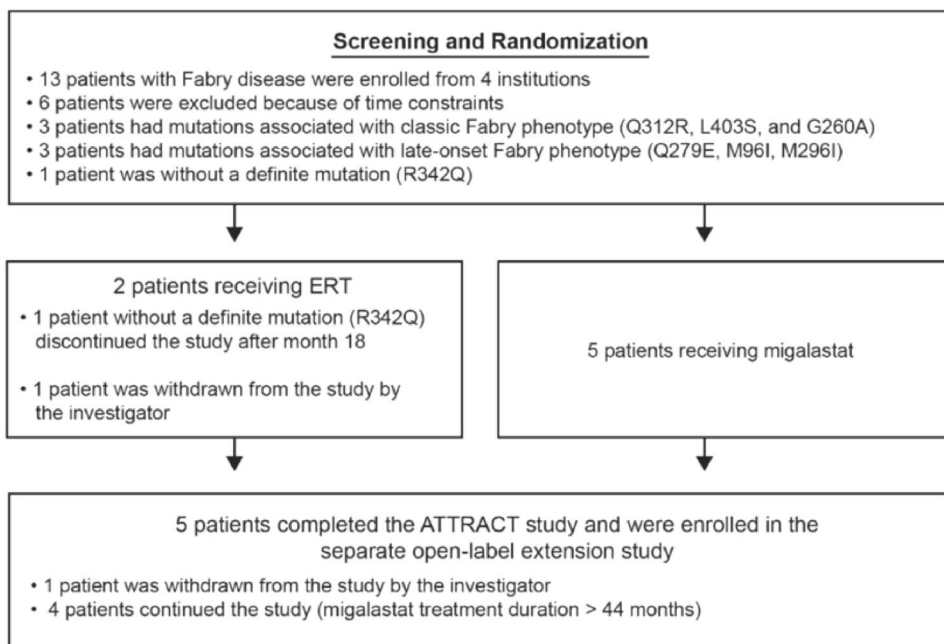 Screening and Randomization
• 13 patients with Fabry disease were enrolled from 4 institutions
• 6 patients were excluded because of time constraints
• 3 patients had mutations associated with classic Fabry phenotype (Q312R, L403S, and G260A)
• 3 patients had mutations associated with late-onset Fabry phenotype (Q279E, M96I, M296I)
• 1 patient was without a definite mutation (R342Q)
2 patients receiving ERT
• 1 patient without a definite mutation (R342Q)
discontinued the study after month 18
• 1 patient was withdrawn from the study by
the investigator
5 patients receiving migalastat
5 patients completed the ATTRACT study and were enrolled in the
separate open-label extension study
• 1 patient was withdrawn from the study by the investigator
• 4 patients continued the study (migalastat treatment duration > 44 months)